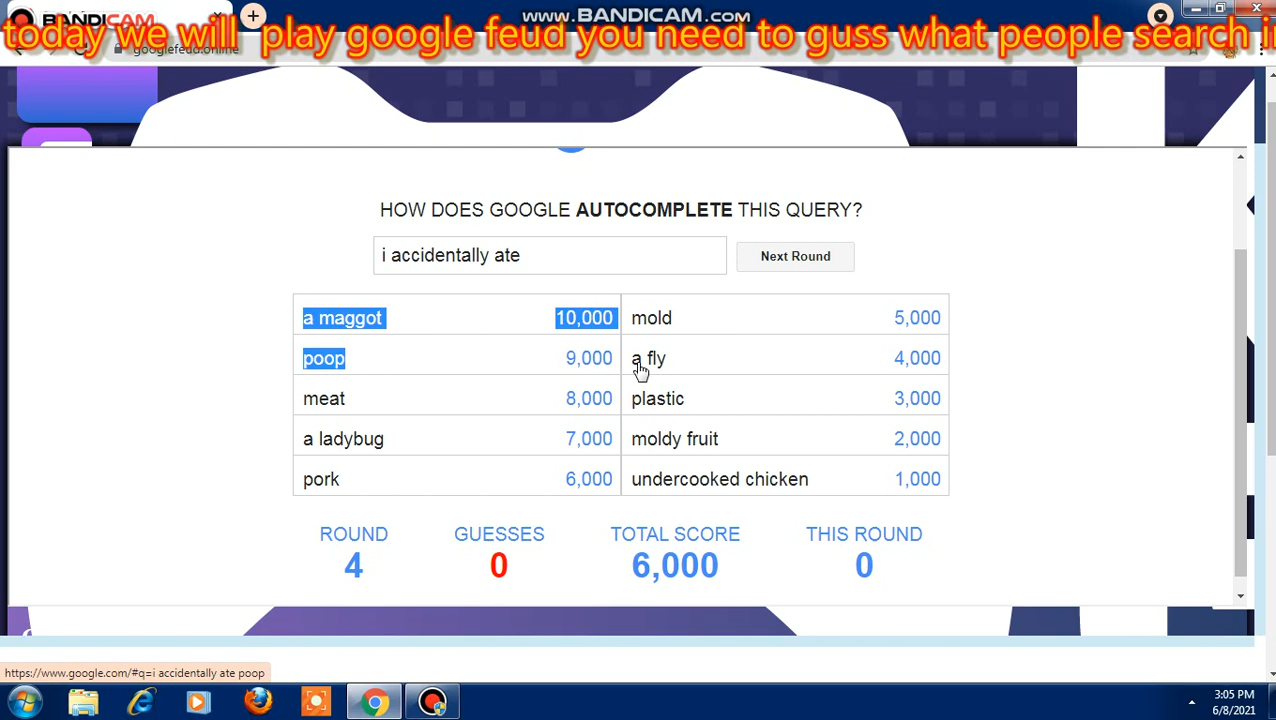 BANDICAM
www.BANDICAM.com
today we will play google feud you need to guss what people search i
googlefeud.online
HOW DOES GOOGLE AUTOCOMPLETE THIS QUERY?
i accidentally ate
Next Round
a maggot 10,000
mold 5,000
poop 9,000
a fly 4,000
meat 8,000
plastic 3,000
a ladybug 7,000
moldy fruit 2,000
pork 6,000
undercooked chicken 1,000
ROUND GUESSES TOTAL SCORE THIS ROUND
4 0 6,000 0
https://www.google.com/#q=i accidentally ate poop
3:05 PM
6/8/2021